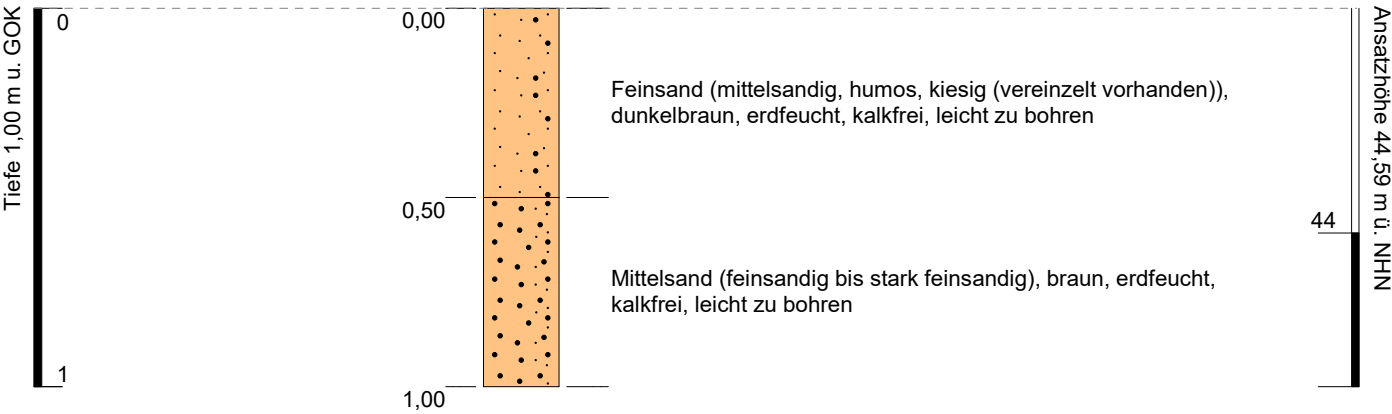 Tiefe 1,00 m u. GOK
0
1
0,00
0,50
1,00
Feinsand (mittelsandig, humos, kiesig (vereinzelt vorhanden)),
dunkelbraun, erdfeucht, kalkfrei, leicht zu bohren
Mittelsand (feinsandig bis stark feinsandig), braun, erdfeucht,
kalkfrei, leicht zu bohren
44
Ansatzhöhe 44,59 m ü. NHN